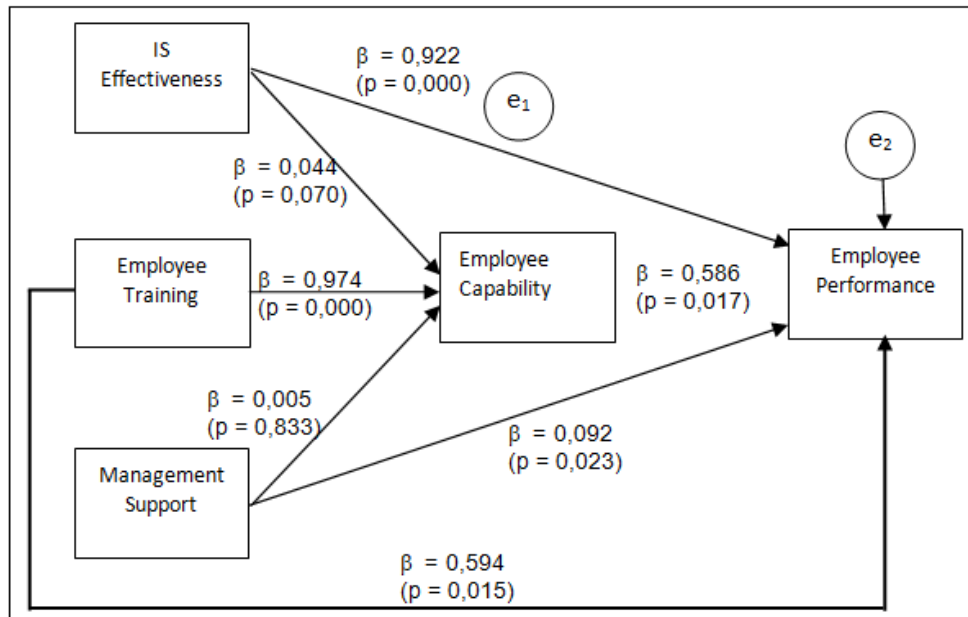 IS
Effectiveness
β = 0,922
(p = 0,000)
e1
e2
β = 0,044
(p = 0,070)
Employee
Training
β = 0,974
(p = 0,000)
Employee
Capability
β = 0,586
(p = 0,017)
Employee
Performance
β = 0,005
(p = 0,833)
Management
Support
β = 0,092
(p = 0,023)
β = 0,594
(p = 0,015)